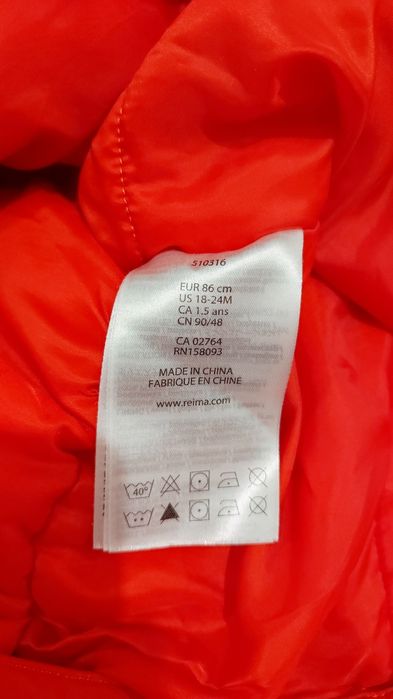 510316
EUR 86 cm
US 18-24M
CA 1.5 ans
CN 90/48
CA 02764
RN158093
MADE IN CHINA
FABRIQUE EN CHINE
www.reima.com
40°